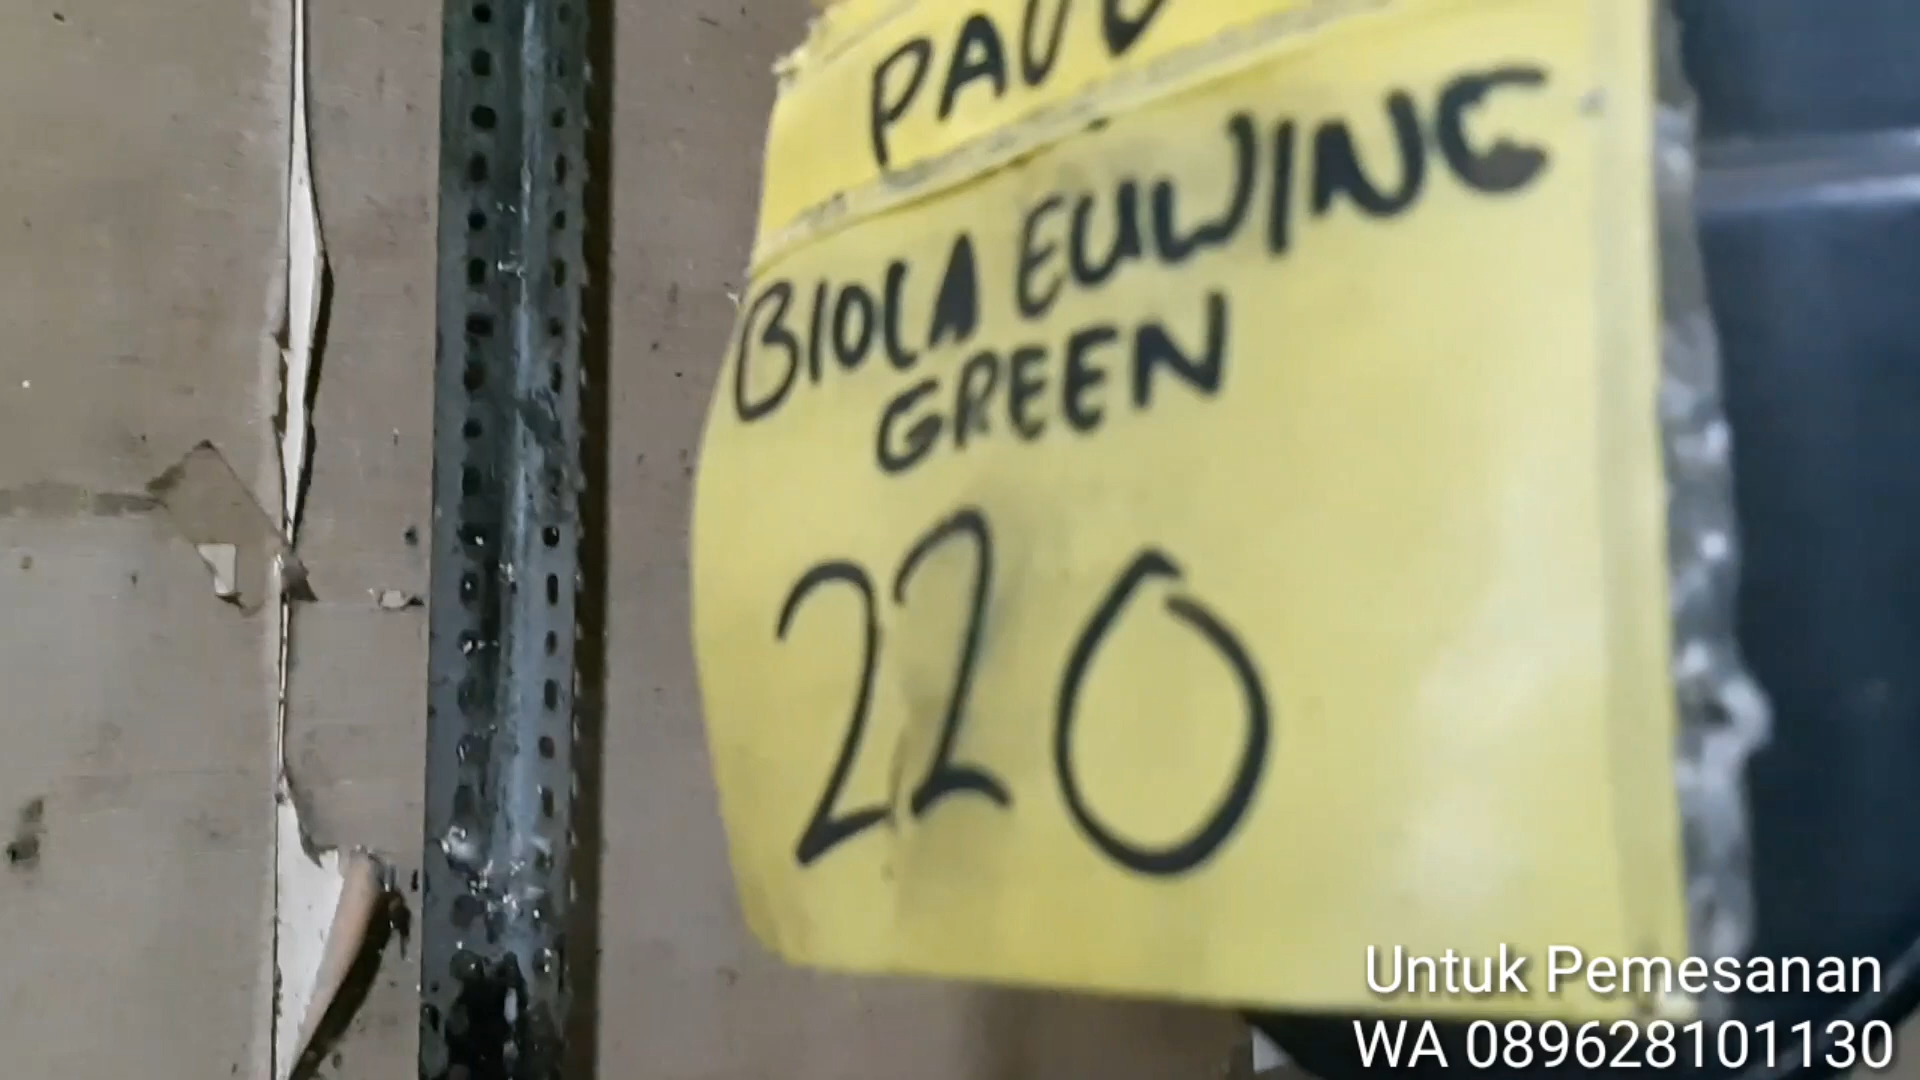 BIOLA EUWING
GREEN
220
Untuk Pemesanan
WA 089628101130